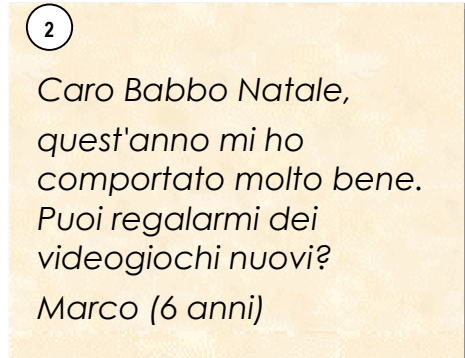 2
Caro Babbo Natale,
quest'anno mi ho
comportato molto bene.
Puoi regalarmi dei
videogiochi nuovi?
Marco (6 anni)